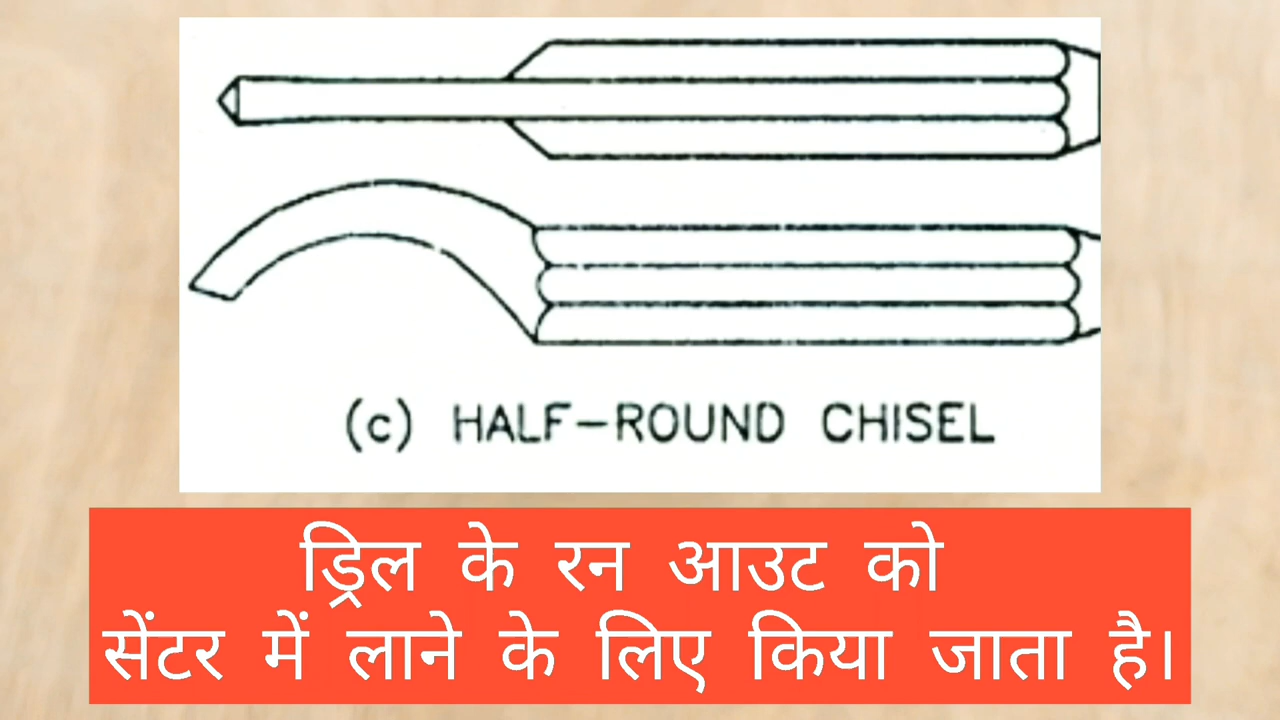 (c) HALF-ROUND CHISEL
ड्रिल के रन आउट को
सेंटर में लाने के लिए किया जाता है।